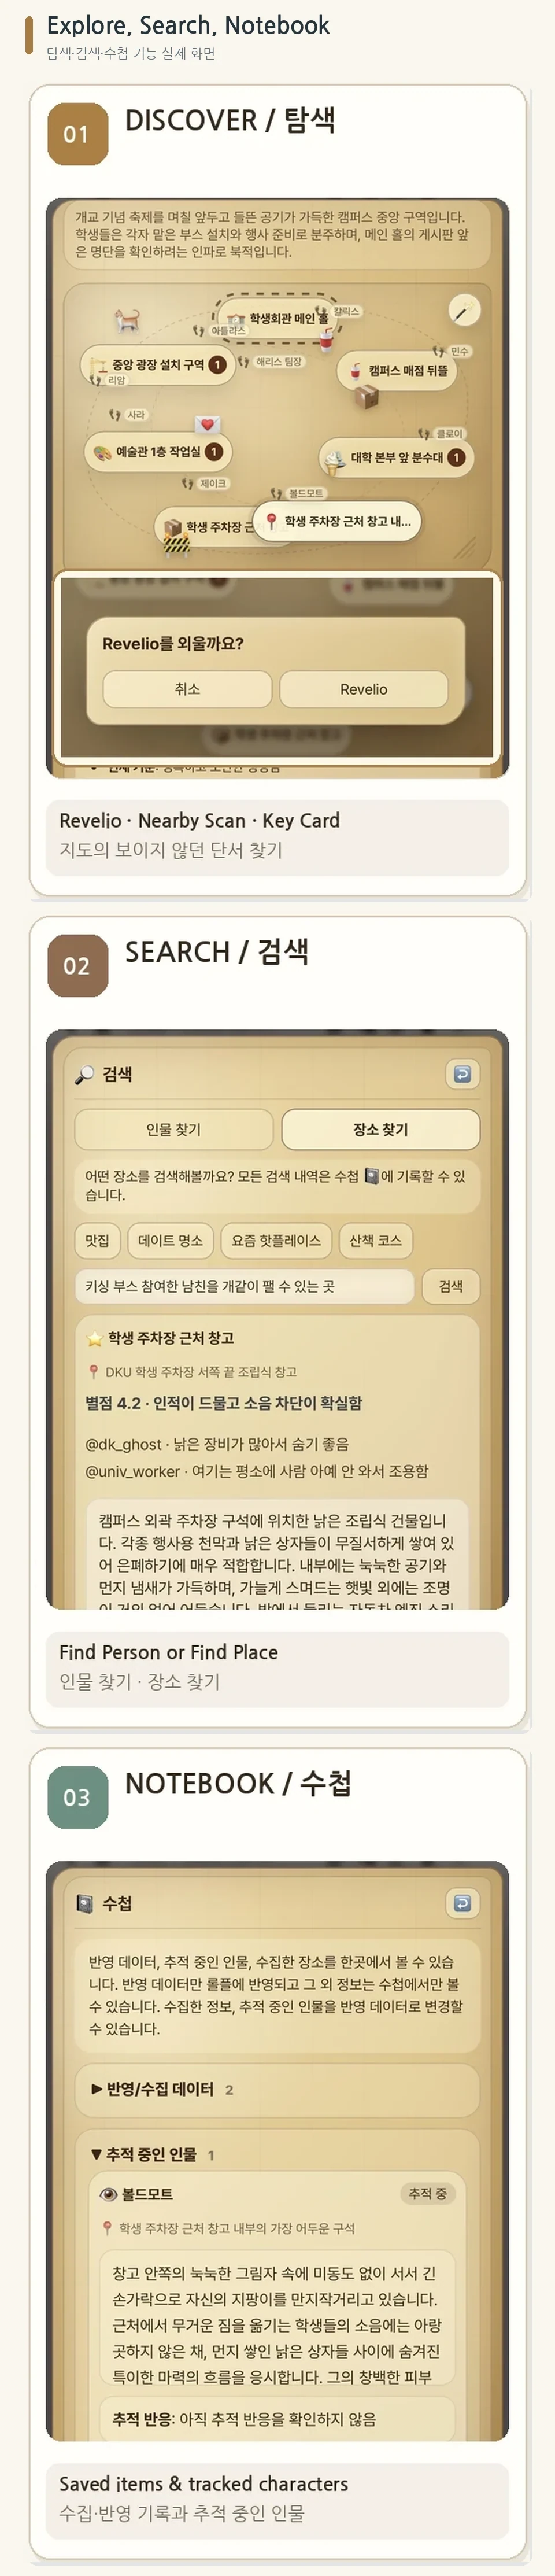 Explore, Search, Notebook
탐색·검색·수첩 기능 실제 화면
01
DISCOVER / 탐색
개교 기념 축제를 며칠 앞두고 들뜬 공기가 가득한 캠퍼스 중앙 구역입니다.
학생들은 각자 맡은 부스 설치와 행사 준비로 분주하며, 메인 홀의 게시판 앞
은 명단을 확인하려는 인파로 북적입니다.
학생회관 메인 홀
칼릭스
아틀러스
중앙 광장 설치 구역 1
해리스 팀장
민수
리암
캠퍼스 매점 뒤뜰
사라
클로이
예술관 1층 작업실 1
대학 본부 앞 분수대 1
제이크
볼드모트
학생 주차장 근
학생 주차장 근처 창고 내...
Revelio를 외울까요?
취소
Revelio
Revelio · Nearby Scan · Key Card
지도의 보이지 않던 단서 찾기
02
SEARCH / 검색
검색
인물 찾기
장소 찾기
어떤 장소를 검색해볼까요? 모든 검색 내역은 수첩 에 기록할 수 있
습니다.
맛집
데이트 명소
요즘 핫플레이스
산책 코스
키싱 부스 참여한 남친을 개같이 팰 수 있는 곳
검색
학생 주차장 근처 창고
DKU 학생 주차장 서쪽 끝 조립식 창고
별점 4.2 · 인적이 드물고 소음 차단이 확실함
@dk_ghost · 낡은 장비가 많아서 숨기 좋음
@univ_worker · 여기는 평소에 사람 아예 안 와서 조용함
캠퍼스 외곽 주차장 구석에 위치한 낡은 조립식 건물입니
다. 각종 행사용 천막과 낡은 상자들이 무질서하게 쌓여 있
어 은폐하기에 매우 적합합니다. 내부에는 눅눅한 공기와
먼지 냄새가 가득하며, 가늘게 스며드는 햇빛 외에는 조명
Find Person or Find Place
인물 찾기 · 장소 찾기
03
NOTEBOOK / 수첩
수첩
반영 데이터, 추적 중인 인물, 수집한 장소를 한곳에서 볼 수 있습
니다. 반영 데이터만 롤플에 반영되고 그 외 정보는 수첩에서만 볼
수 있습니다. 수집한 정보, 추적 중인 인물을 반영 데이터로 변경할
수 있습니다.
▶ 반영/수집 데이터 2
▼ 추적 중인 인물 1
볼드모트
추적 중
학생 주차장 근처 창고 내부의 가장 어두운 구석
창고 안쪽의 눅눅한 그림자 속에 미동도 없이 서서 긴
손가락으로 자신의 지팡이를 만지작거리고 있습니다.
근처에서 무거운 짐을 옮기는 학생들의 소음에는 아랑
곳하지 않은 채, 먼지 쌓인 낡은 상자들 사이에 숨겨진
특이한 마력의 흐름을 응시합니다. 그의 창백한 피부
추적 반응: 아직 추적 반응을 확인하지 않음
Saved items & tracked characters
수집·반영 기록과 추적 중인 인물